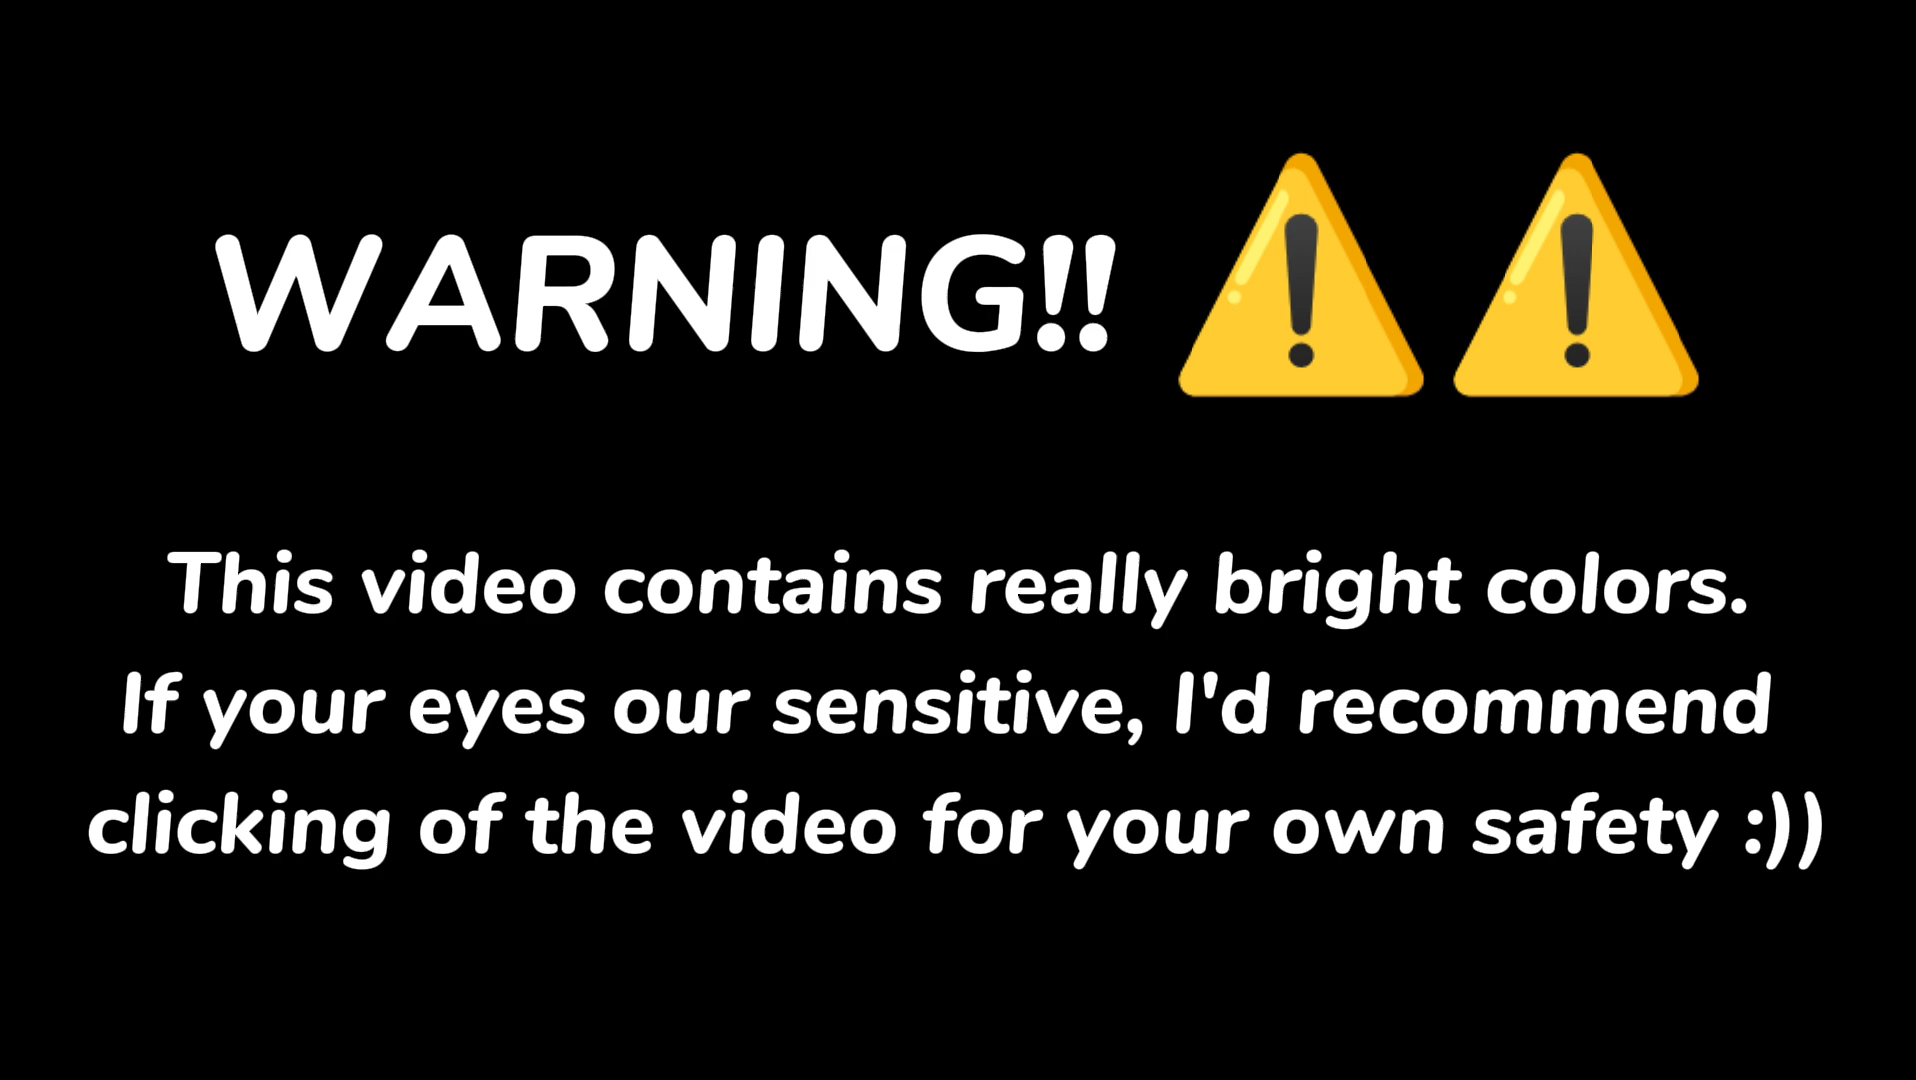 WARNING!! ⚠️⚠️
This video contains really bright colors.
If your eyes our sensitive, I'd recommend
clicking of the video for your own safety :))